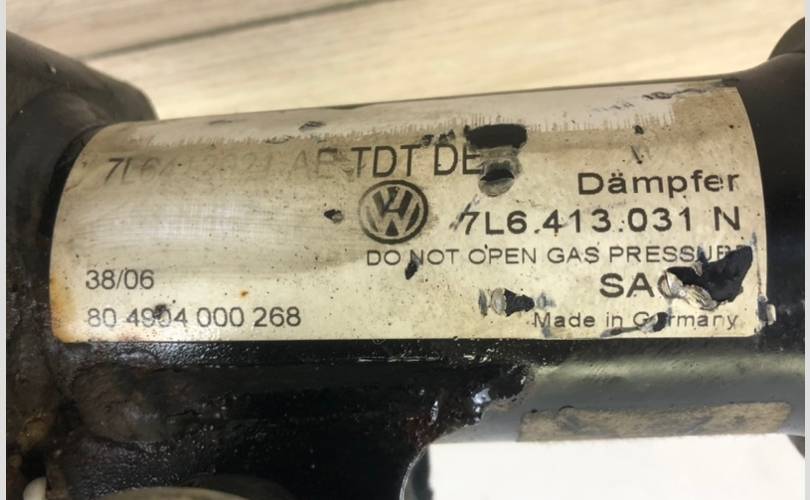 TDT DE
Dämpfer
7L6.413.031 N
DO NOT OPEN GAS PRESSURE
38/06
80 4904 000 268
Made in Germany